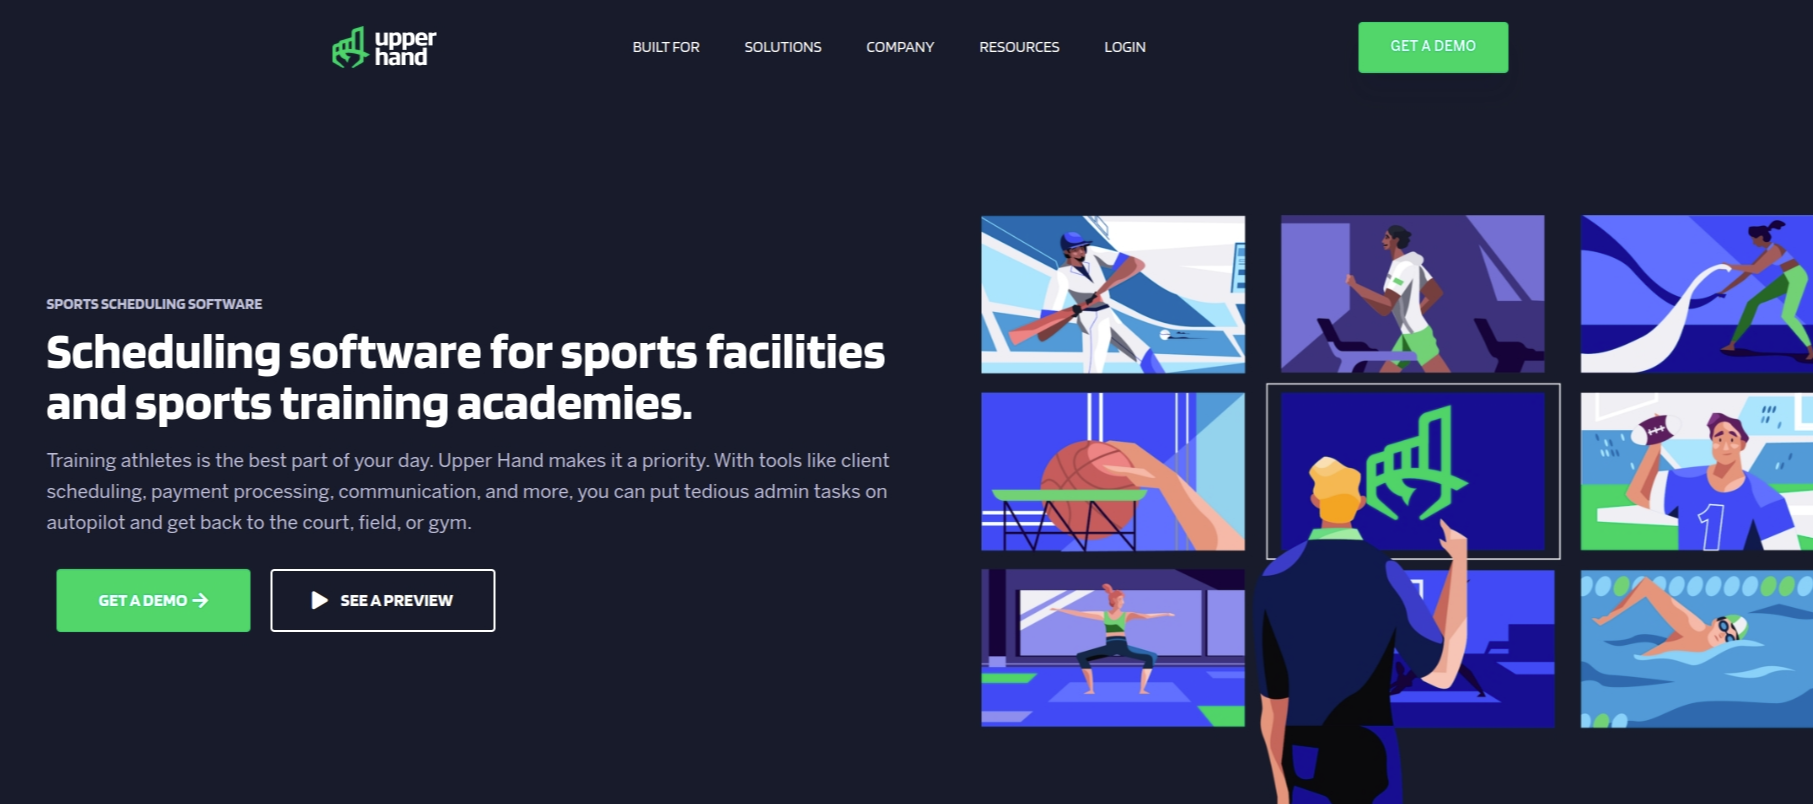 upper
hand
BUILT FOR
SOLUTIONS
COMPANY
RESOURCES
LOGIN
GET A DEMO
SPORTS SCHEDULING SOFTWARE
Scheduling software for sports facilities
and sports training academies.
Training athletes is the best part of your day. Upper Hand makes it a priority. With tools like client
scheduling, payment processing, communication, and more, you can put tedious admin tasks on
autopilot and get back to the court, field, or gym.
GET A DEMO →
SEE A PREVIEW
1